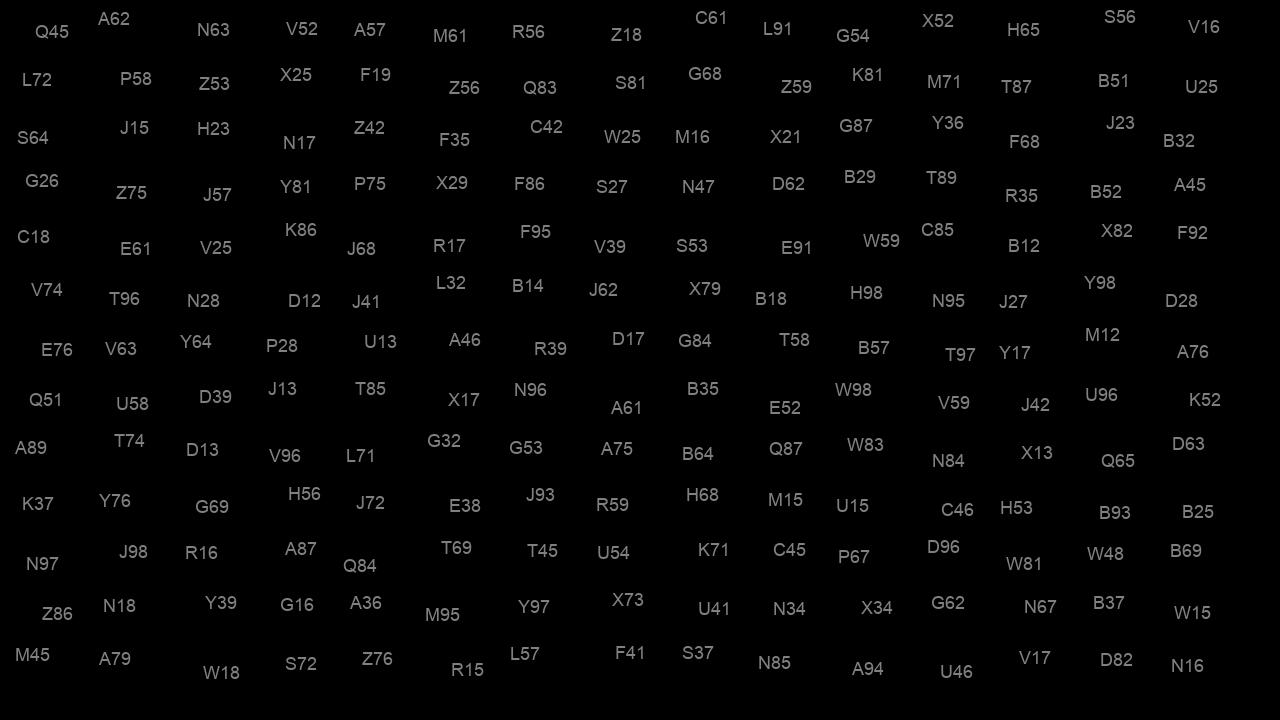 Q45 A62 N63 V52 A57 M61 R56 Z18 C61 L91 G54 X52 H65 S56 V16
L72 P58 Z53 X25 F19 Z56 Q83 S81 G68 Z59 K81 M71 T87 B51 U25
S64 J15 H23 N17 Z42 F35 C42 W25 M16 X21 G87 Y36 F68 J23 B32
G26 Z75 J57 Y81 P75 X29 F86 S27 N47 D62 B29 T89 R35 B52 A45
C18 E61 V25 K86 J68 R17 F95 V39 S53 E91 W59 C85 B12 X82 F92
V74 T96 N28 D12 J41 L32 B14 J62 X79 B18 H98 N95 J27 Y98 D28
E76 V63 Y64 P28 U13 A46 R39 D17 G84 T58 B57 T97 Y17 M12 A76
Q51 U58 D39 J13 T85 X17 N96 A61 B35 E52 W98 V59 J42 U96 K52
A89 T74 D13 V96 L71 G32 G53 A75 B64 Q87 W83 N84 X13 Q65 D63
K37 Y76 G69 H56 J72 E38 J93 R59 H68 M15 U15 C46 H53 B93 B25
N97 J98 R16 A87 Q84 T69 T45 U54 K71 C45 P67 D96 W81 W48 B69
Z86 N18 Y39 G16 A36 M95 Y97 X73 U41 N34 X34 G62 N67 B37 W15
M45 A79 W18 S72 Z76 R15 L57 F41 S37 N85 A94 U46 V17 D82 N16